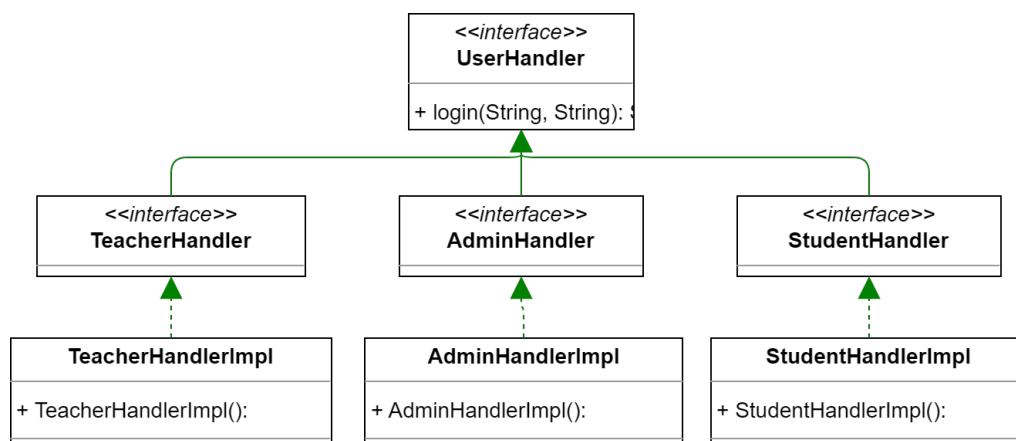 <<interface>>
UserHandler
+ login(String, String):
<<interface>>
TeacherHandler
<<interface>>
AdminHandler
<<interface>>
StudentHandler
TeacherHandlerImpl
+ TeacherHandlerImpl():
AdminHandlerImpl
+ AdminHandlerImpl():
StudentHandlerImpl
+ StudentHandlerImpl():